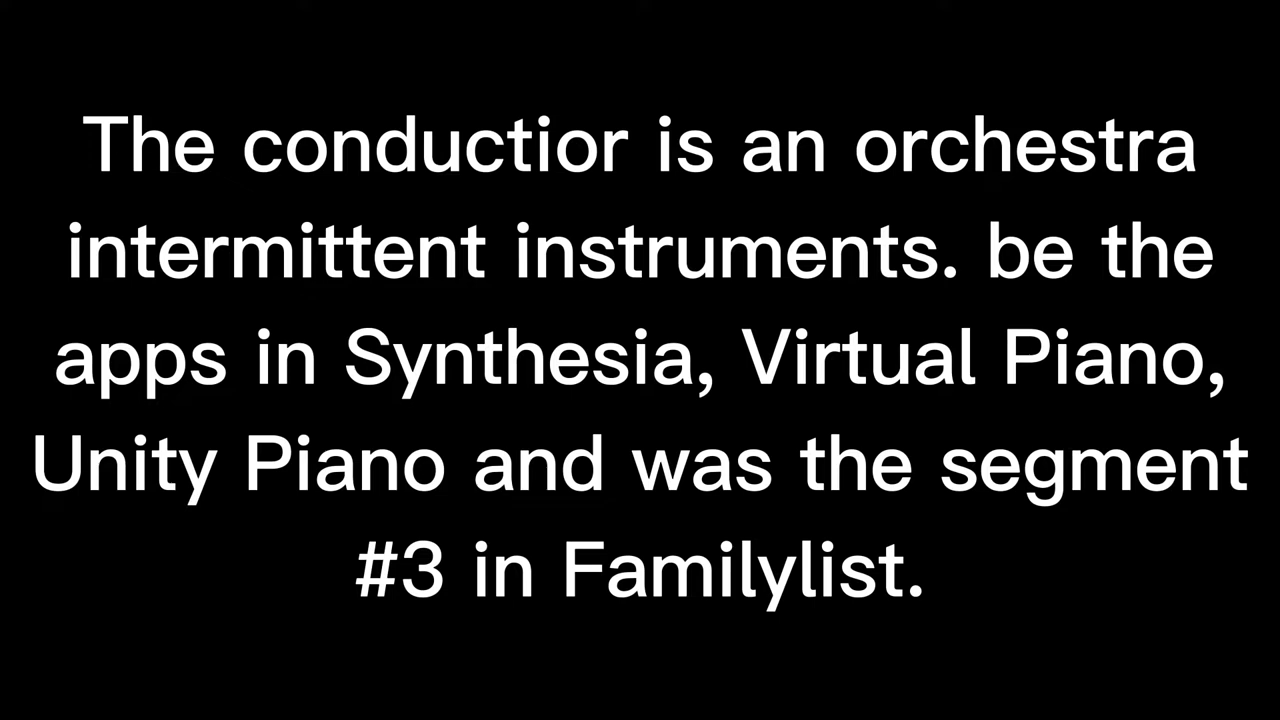 The conductior is an orchestra
intermittent instruments. be the
apps in Synthesia, Virtual Piano,
Unity Piano and was the segment
#3 in Familylist.